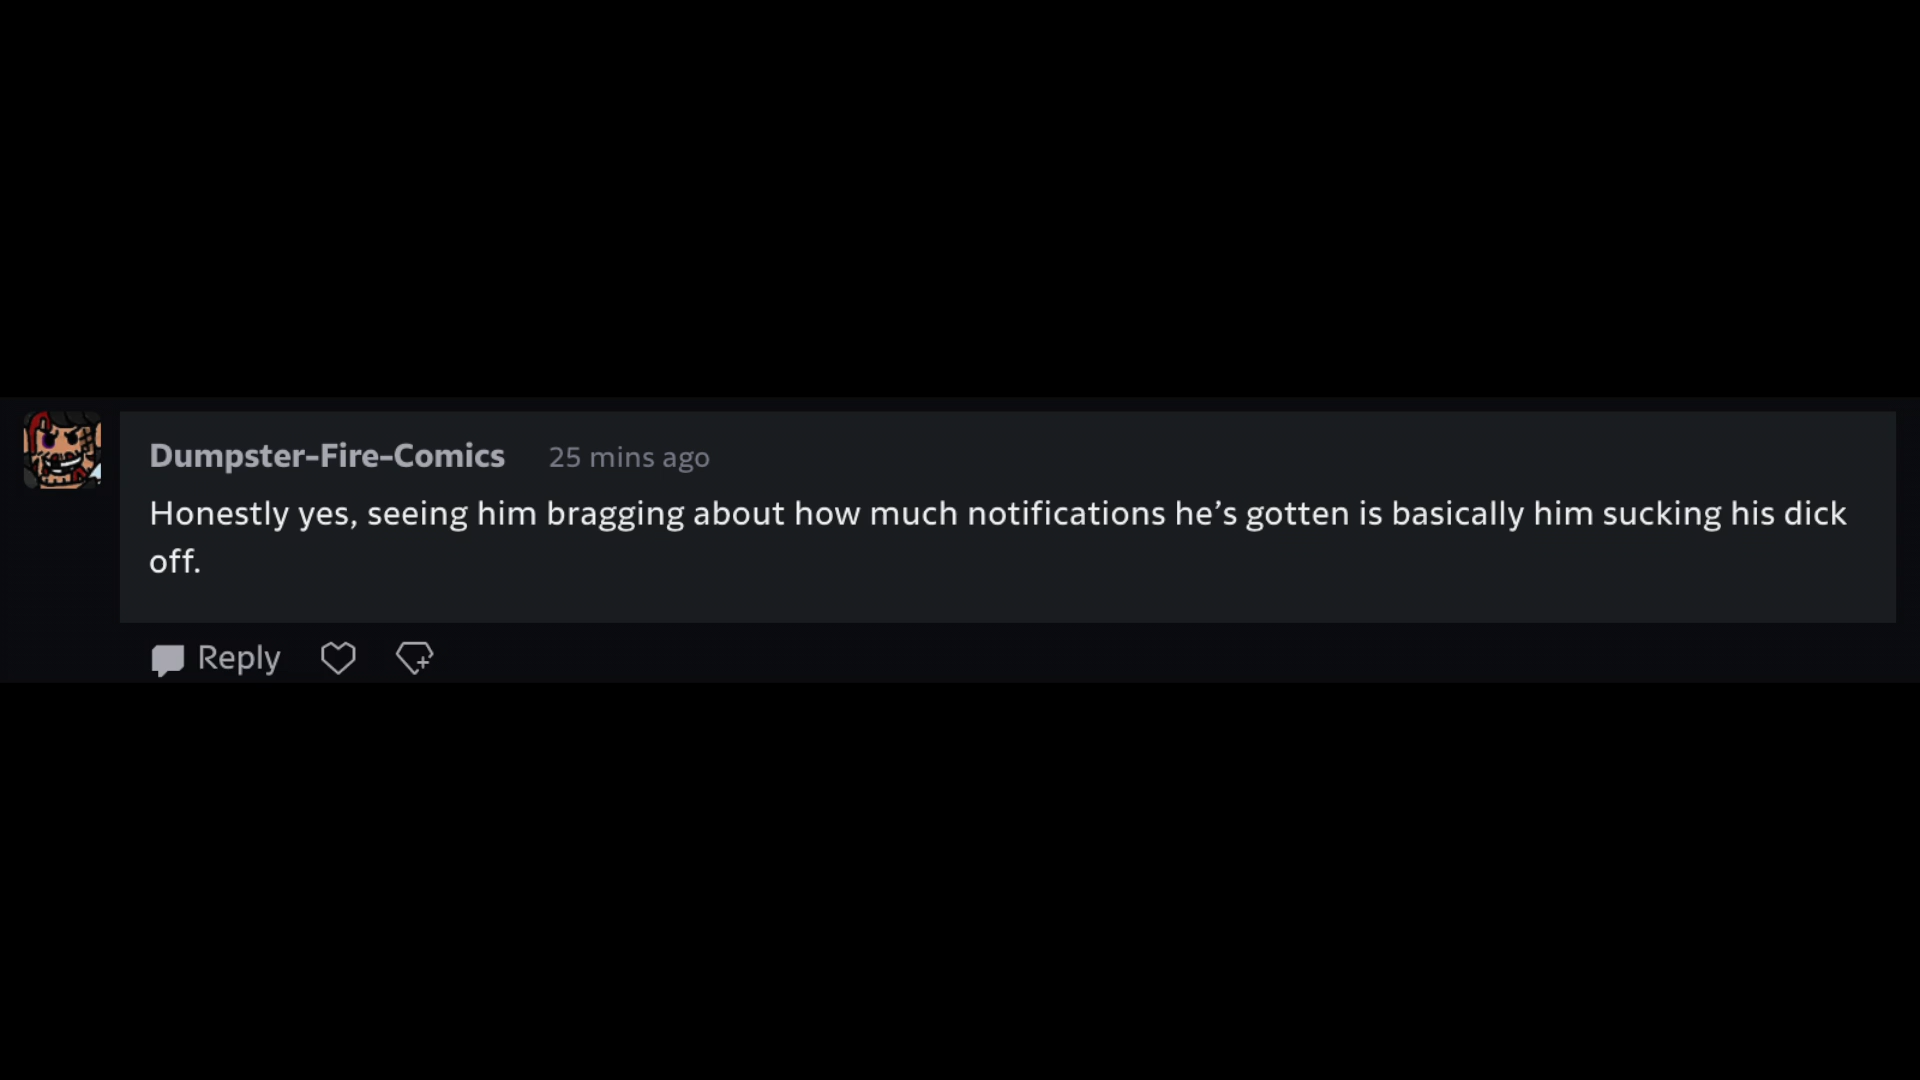 Dumpster-Fire-Comics 25 mins ago
Honestly yes, seeing him bragging about how much notifications he’s gotten is basically him sucking his dick
off.
Reply